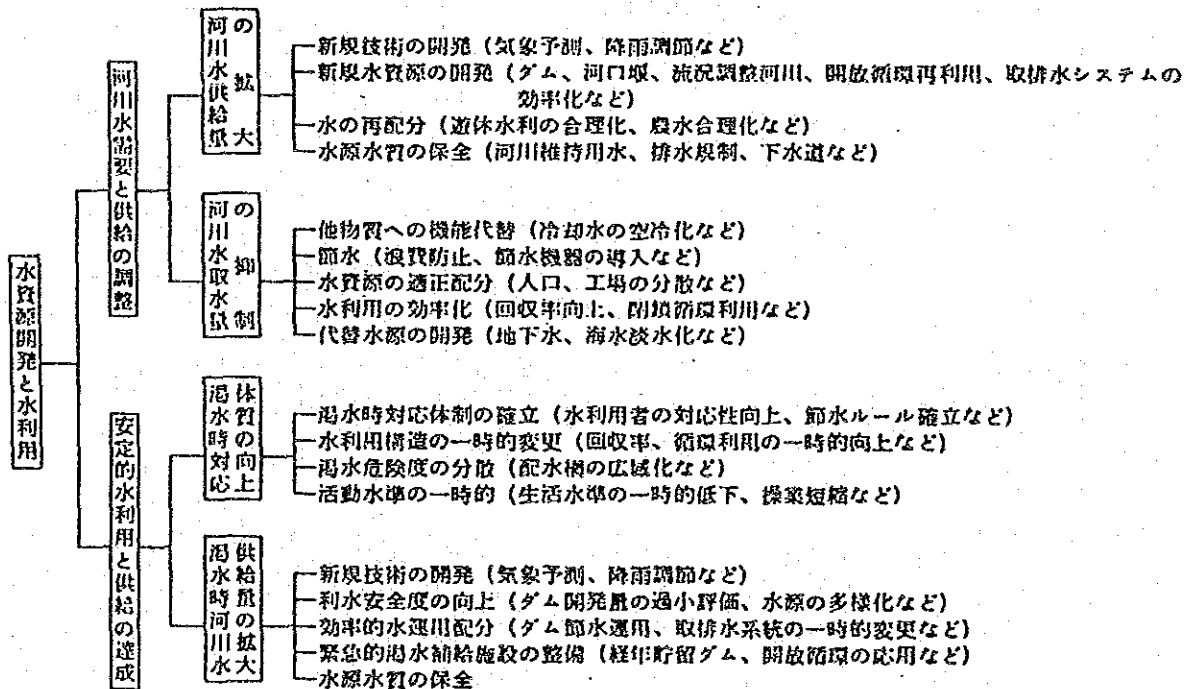 水資源開発と水利用
河川水需要と供給の調整
河川水供給量の拡大
新規技術の開発（気象予測、降雨調節など）
新規水資源の開発（ダム、河口堰、流況調整河川、開放循環再利用、取排水システムの
効率化など）
水の再配分（遊休水利の合理化、農水合理化など）
水源水質の保全（河川維持用水、排水規制、下水道など）
河川水取水量の抑制
他物質への機能代替（冷却水の空冷化など）
節水（浪費防止、節水機器の導入など）
水資源の適正配分（人口、工場の分散など）
水利用の効率化（回収率向上、閉鎖循環利用など）
代替水源の開発（地下水、海水淡水化など）
安定的水利用と供給の達成
渇水時対応体質の向上
渇水時対応体制の確立（水利用者の対応性向上、節水ルール確立など）
水利用構造の一時的変更（回収率、循環利用の一時的向上など）
渇水危険度の分散（配水網の広域化など）
活動水準の一時的（生活水準の一時的低下、操業短縮など）
渇水時河川水供給量の拡大
新規技術の開発（気象予測、降雨調節など）
利水安全度の向上（ダム開発量の過小評価、水源の多様化など）
効率的水運用配分（ダム節水運用、取排水系統の一時的変更など）
緊急的渇水補給施設の整備（経年貯留ダム、開放循環の応用など）
水源水質の保全